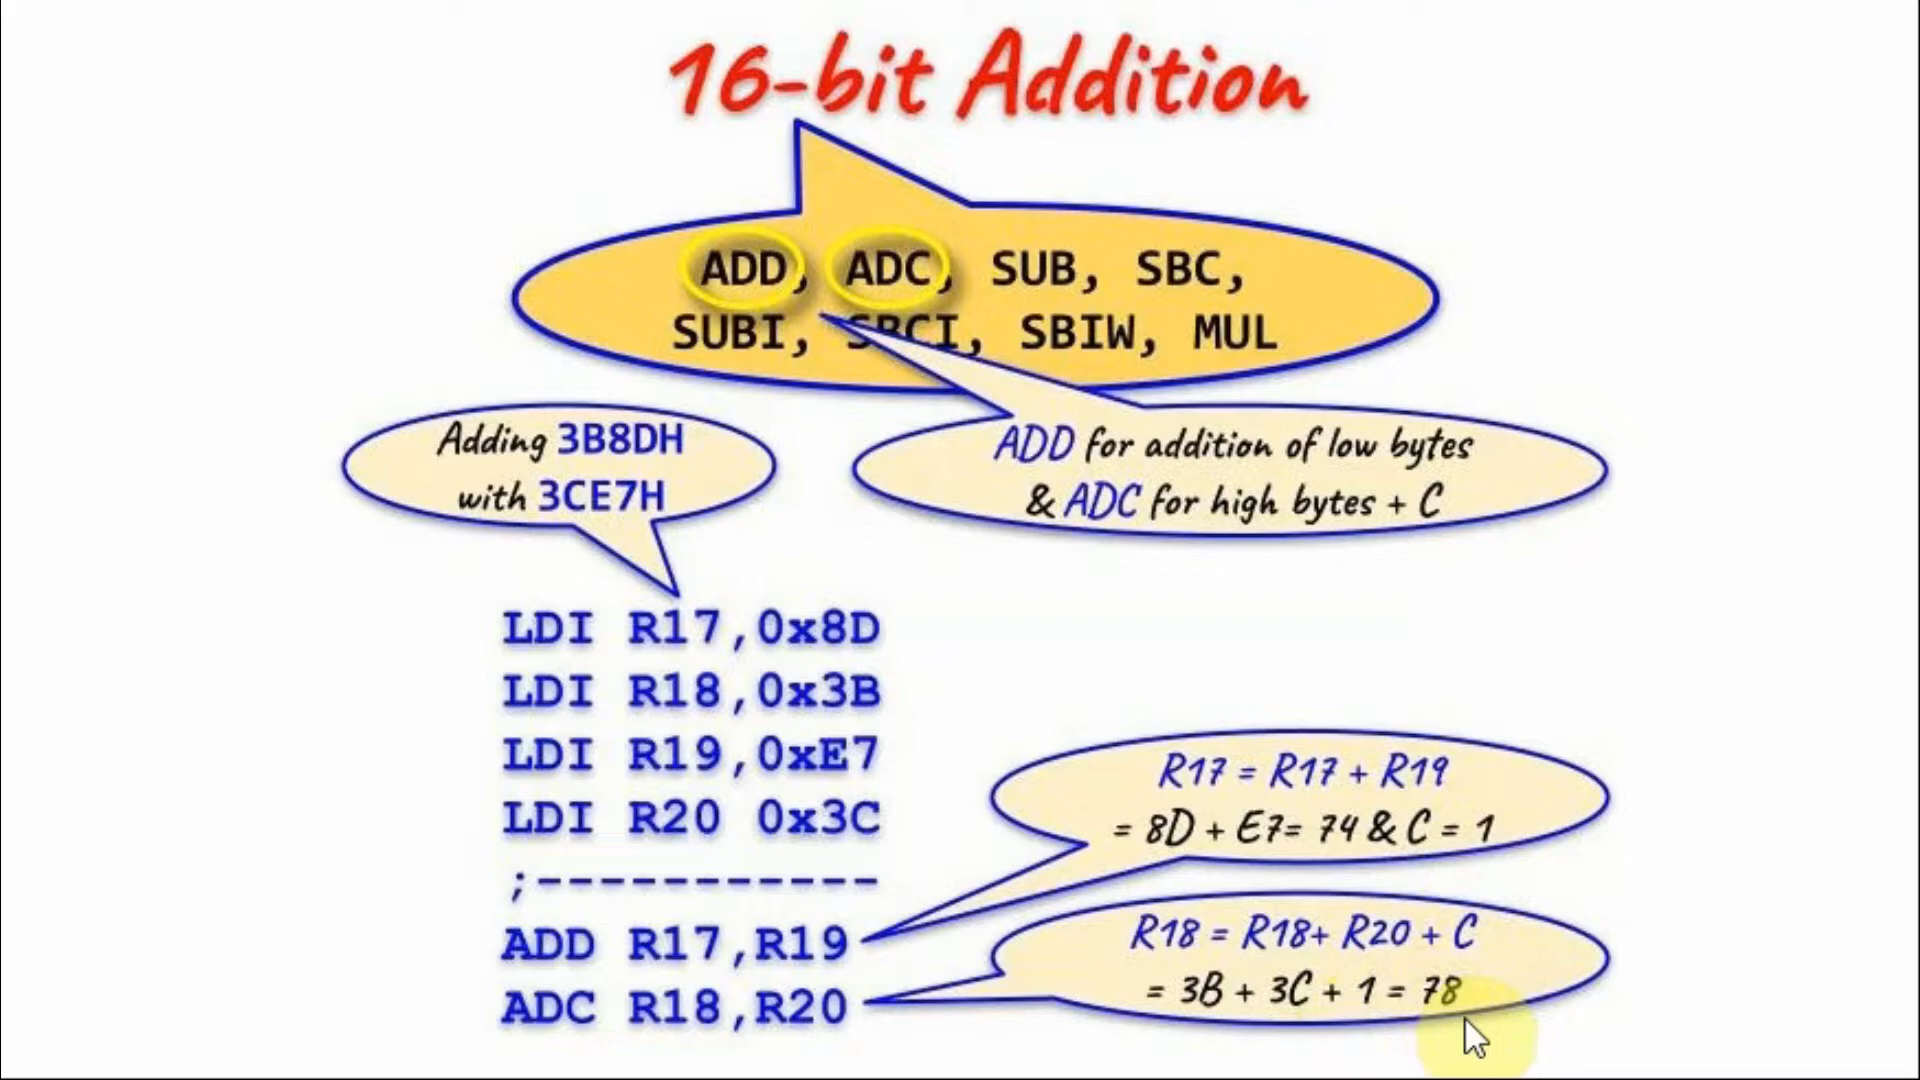 16-bit Addition
ADD, ADC, SUB, SBC,
SUBI, SBCI, SBIW, MUL
Adding 3B8DH
with 3CE7H
ADD for addition of low bytes
& ADC for high bytes + C
LDI R17,0x8D
LDI R18,0x3B
LDI R19,0xE7
LDI R20 0x3C
;-----------
ADD R17,R19
ADC R18,R20
R17 = R17 + R19
= 8D + E7= 74 & C = 1
R18 = R18+ R20 + C
= 3B + 3C + 1 = 78